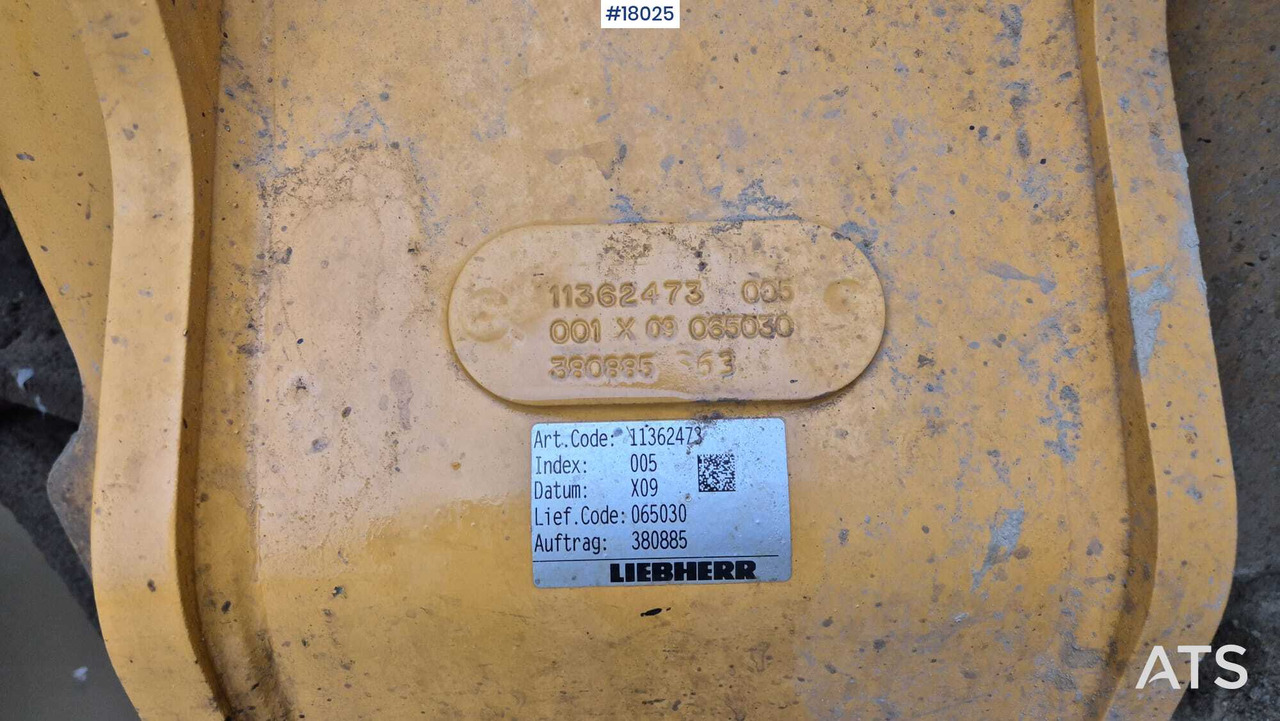 #18025
11362473 005
001 X 09 065030
380885 63
Art.Code: 11362473
Index: 005
Datum: X09
Lief.Code: 065030
Auftrag: 380885
LIEBHERR
ATS